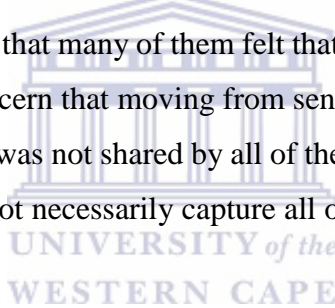 that many of them felt that
cern that moving from sen
was not shared by all of the
ot necessarily capture all o
UNIVERSITY of the
WESTERN CAPE